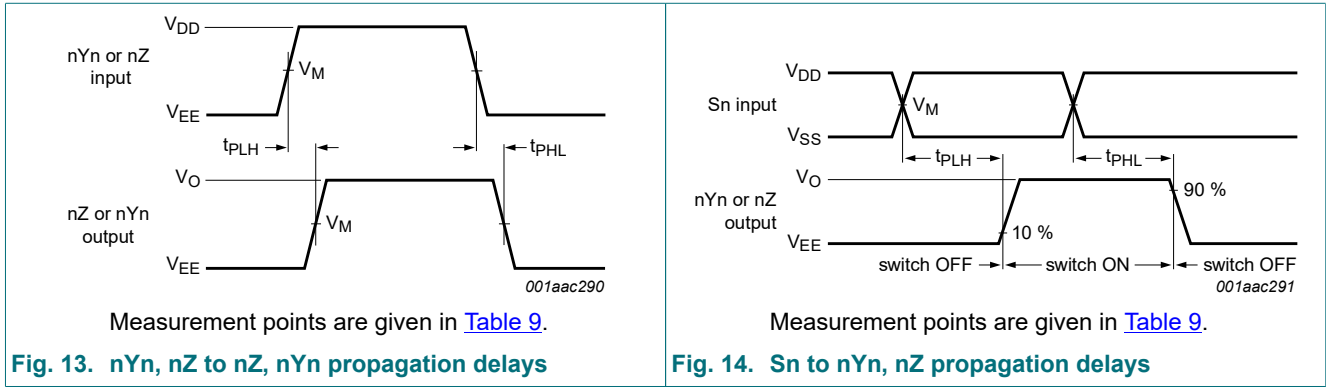 VDD
nYn or nZ
input
VM
VEE
tPLH
tPHL
VO
nZ or nYn
output
VM
VEE
001aac290
Measurement points are given in Table 9.
Fig. 13. nYn, nZ to nZ, nYn propagation delays
VDD
Sn input
VM
VSS
tPLH
tPHL
VO
90 %
nYn or nZ
output
10 %
VEE
switch OFF
switch ON
switch OFF
001aac291
Measurement points are given in Table 9.
Fig. 14. Sn to nYn, nZ propagation delays